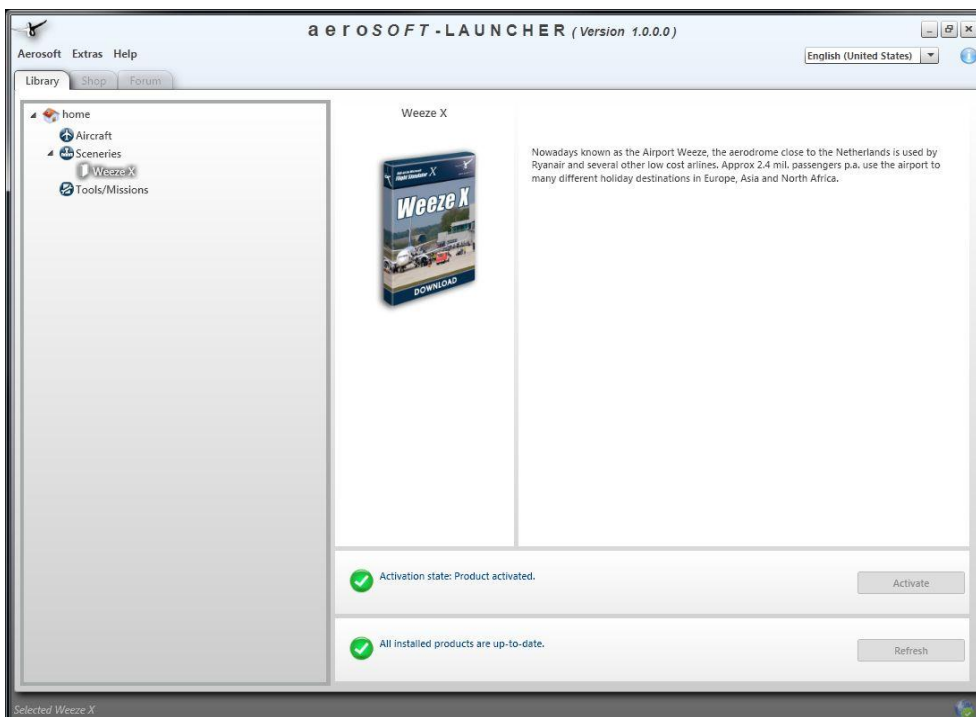 aeroSOFT-LAUNCHER (Version 1.0.0.0)
Aerosoft Extras Help
English (United States)
Library Shop Forum
home
Aircraft
Sceneries
Weeze X
Tools/Missions
Weeze X
Flight Simulator X
Weeze X
DOWNLOAD
Nowadays known as the Airport Weeze, the aerodrome close to the Netherlands is used by
Ryanair and several other low cost arlines. Approx 2.4 mil. passengers p.a. use the airport to
many different holiday destinations in Europe, Asia and North Africa.
Activation state: Product activated.
Activate
All installed products are up-to-date.
Refresh
Selected Weeze X